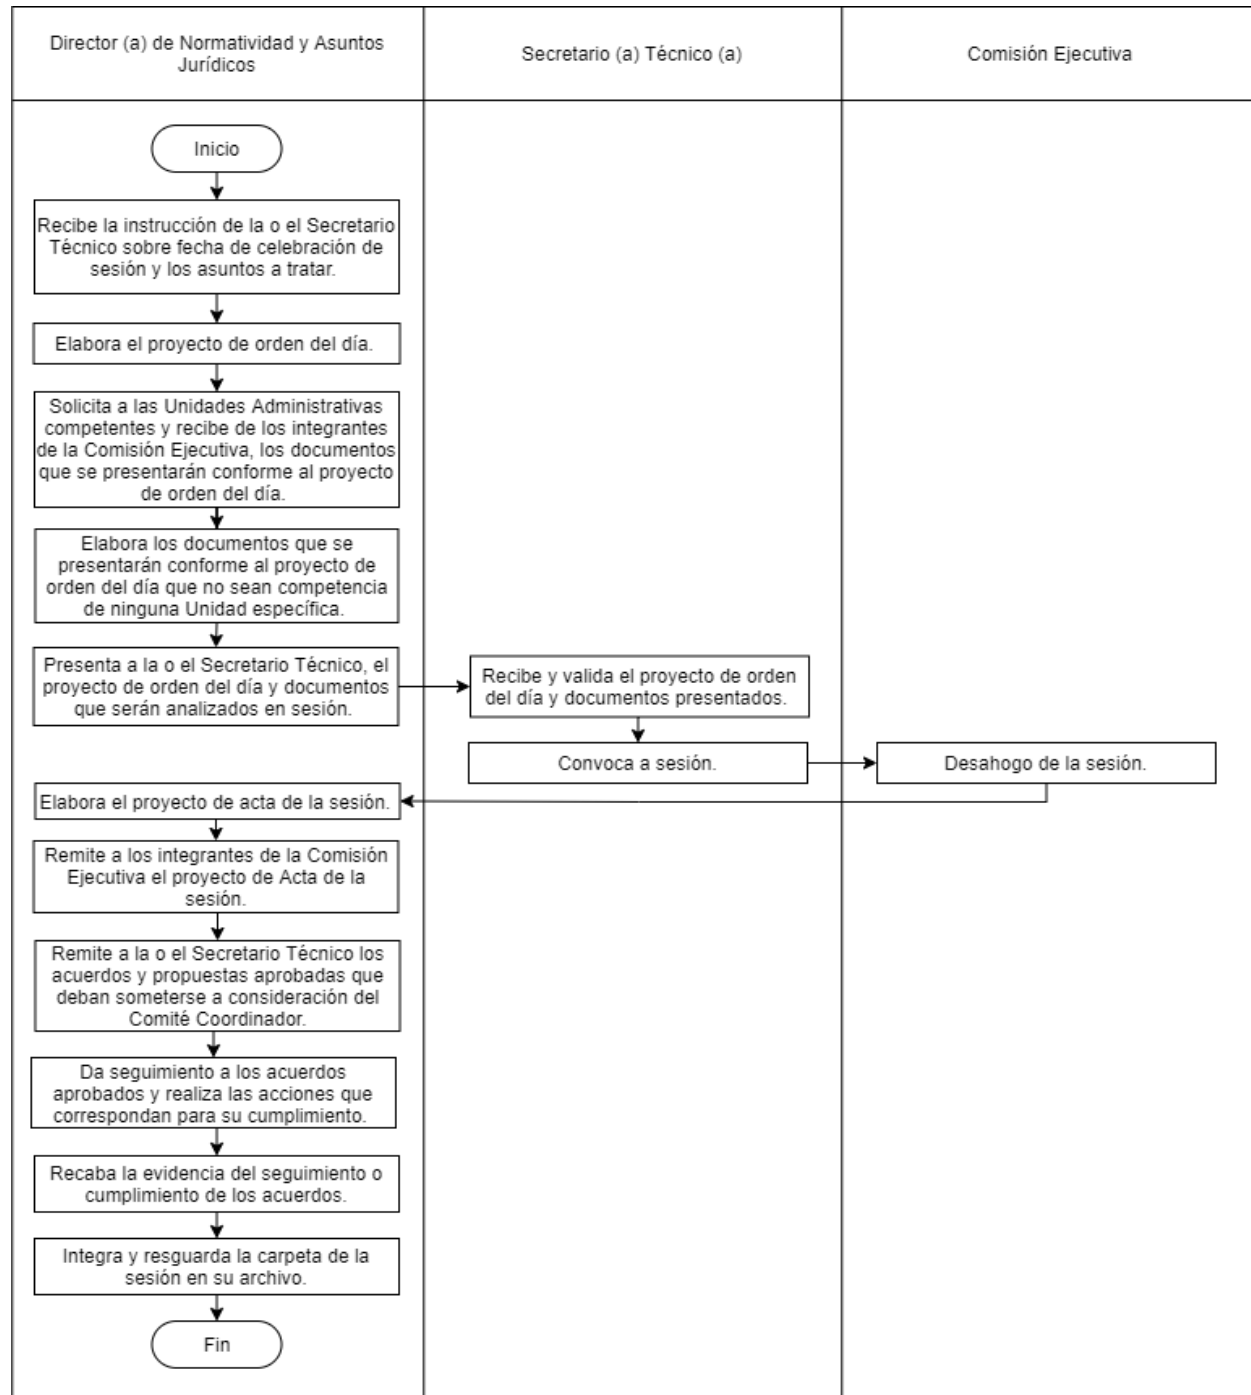 Director (a) de Normatividad y Asuntos
Jurídicos
Secretario (a) Técnico (a)
Comisión Ejecutiva
Inicio
Recibe la instrucción de la o el Secretario
Técnico sobre fecha de celebración de
sesión y los asuntos a tratar.
Elabora el proyecto de orden del día.
Solicita a las Unidades Administrativas
competentes y recibe de los integrantes
de la Comisión Ejecutiva, los documentos
que se presentarán conforme al proyecto
de orden del día.
Elabora los documentos que se
presentarán conforme al proyecto de
orden del día que no sean competencia
de ninguna Unidad específica.
Presenta a la o el Secretario Técnico, el
proyecto de orden del día y documentos
que serán analizados en sesión.
Recibe y valida el proyecto de orden
del día y documentos presentados.
Convoca a sesión.
Desahogo de la sesión.
Elabora el proyecto de acta de la sesión.
Remite a los integrantes de la Comisión
Ejecutiva el proyecto de Acta de la
sesión.
Remite a la o el Secretario Técnico los
acuerdos y propuestas aprobadas que
deban someterse a consideración del
Comité Coordinador.
Da seguimiento a los acuerdos
aprobados y realiza las acciones que
correspondan para su cumplimiento.
Recaba la evidencia del seguimiento o
cumplimiento de los acuerdos.
Integra y resguarda la carpeta de la
sesión en su archivo.
Fin